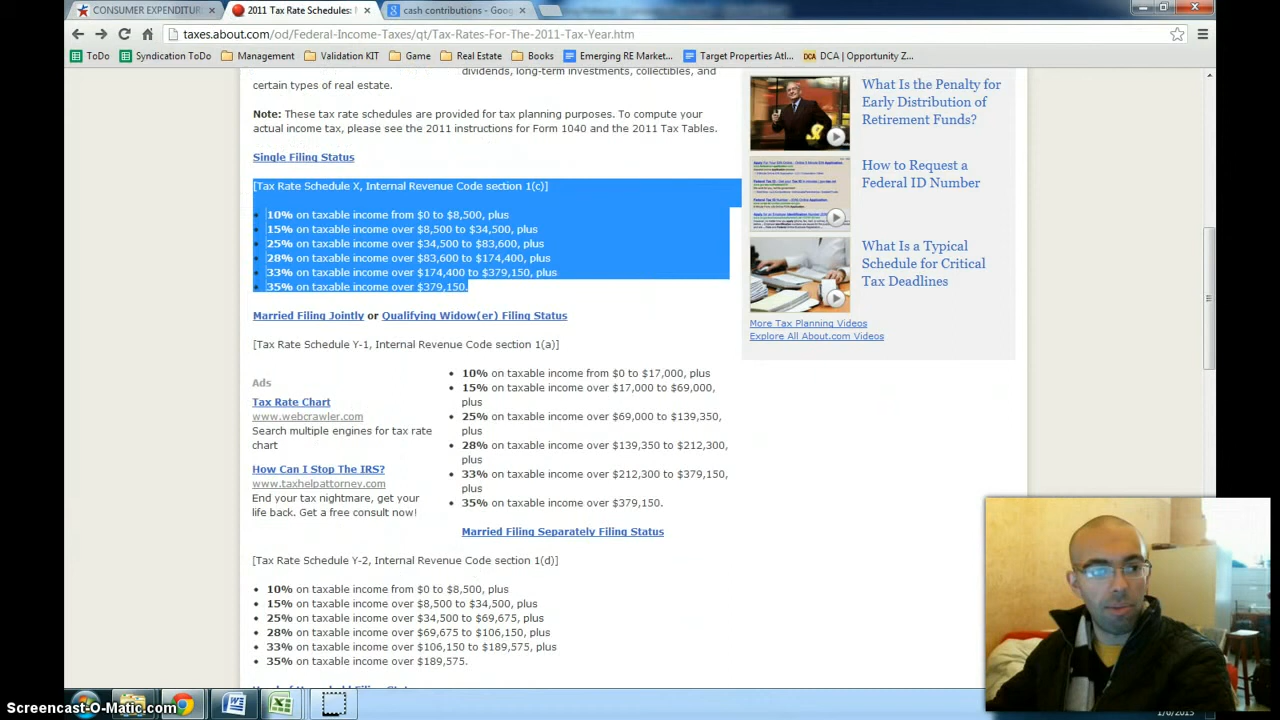 CONSUMER EXPENDITUR
2011 Tax Rate Schedules:
cash contributions - Goog
taxes.about.com/od/Federal-Income-Taxes/qt/Tax-Rates-For-The-2011-Tax-Year.htm
ToDo
Syndication ToDo
Management
Validation KIT
Game
Real Estate
Books
Emerging RE Market...
Target Properties Atl...
DCA | Opportunity Z...
dividends, long-term investments, collectibles, and
certain types of real estate.
Note: These tax rate schedules are provided for tax planning purposes. To compute your
actual income tax, please see the 2011 instructions for Form 1040 and the 2011 Tax Tables.
Single Filing Status
[Tax Rate Schedule X, Internal Revenue Code section 1(c)]
10% on taxable income from $0 to $8,500, plus
15% on taxable income over $8,500 to $34,500, plus
25% on taxable income over $34,500 to $83,600, plus
28% on taxable income over $83,600 to $174,400, plus
33% on taxable income over $174,400 to $379,150, plus
35% on taxable income over $379,150.
Married Filing Jointly or Qualifying Widow(er) Filing Status
[Tax Rate Schedule Y-1, Internal Revenue Code section 1(a)]
Ads
Tax Rate Chart
www.webcrawler.com
Search multiple engines for tax rate
chart
How Can I Stop The IRS?
www.taxhelpattorney.com
End your tax nightmare, get your
life back. Get a free consult now!
10% on taxable income from $0 to $17,000, plus
15% on taxable income over $17,000 to $69,000,
plus
25% on taxable income over $69,000 to $139,350,
plus
28% on taxable income over $139,350 to $212,300,
plus
33% on taxable income over $212,300 to $379,150,
plus
35% on taxable income over $379,150.
Married Filing Separately Filing Status
[Tax Rate Schedule Y-2, Internal Revenue Code section 1(d)]
10% on taxable income from $0 to $8,500, plus
15% on taxable income over $8,500 to $34,500, plus
25% on taxable income over $34,500 to $69,675, plus
28% on taxable income over $69,675 to $106,150, plus
33% on taxable income over $106,150 to $189,575, plus
35% on taxable income over $189,575.
What Is the Penalty for
Early Distribution of
Retirement Funds?
How to Request a
Federal ID Number
What Is a Typical
Schedule for Critical
Tax Deadlines
More Tax Planning Videos
Explore All About.com Videos
Screencast-O-Matic.com